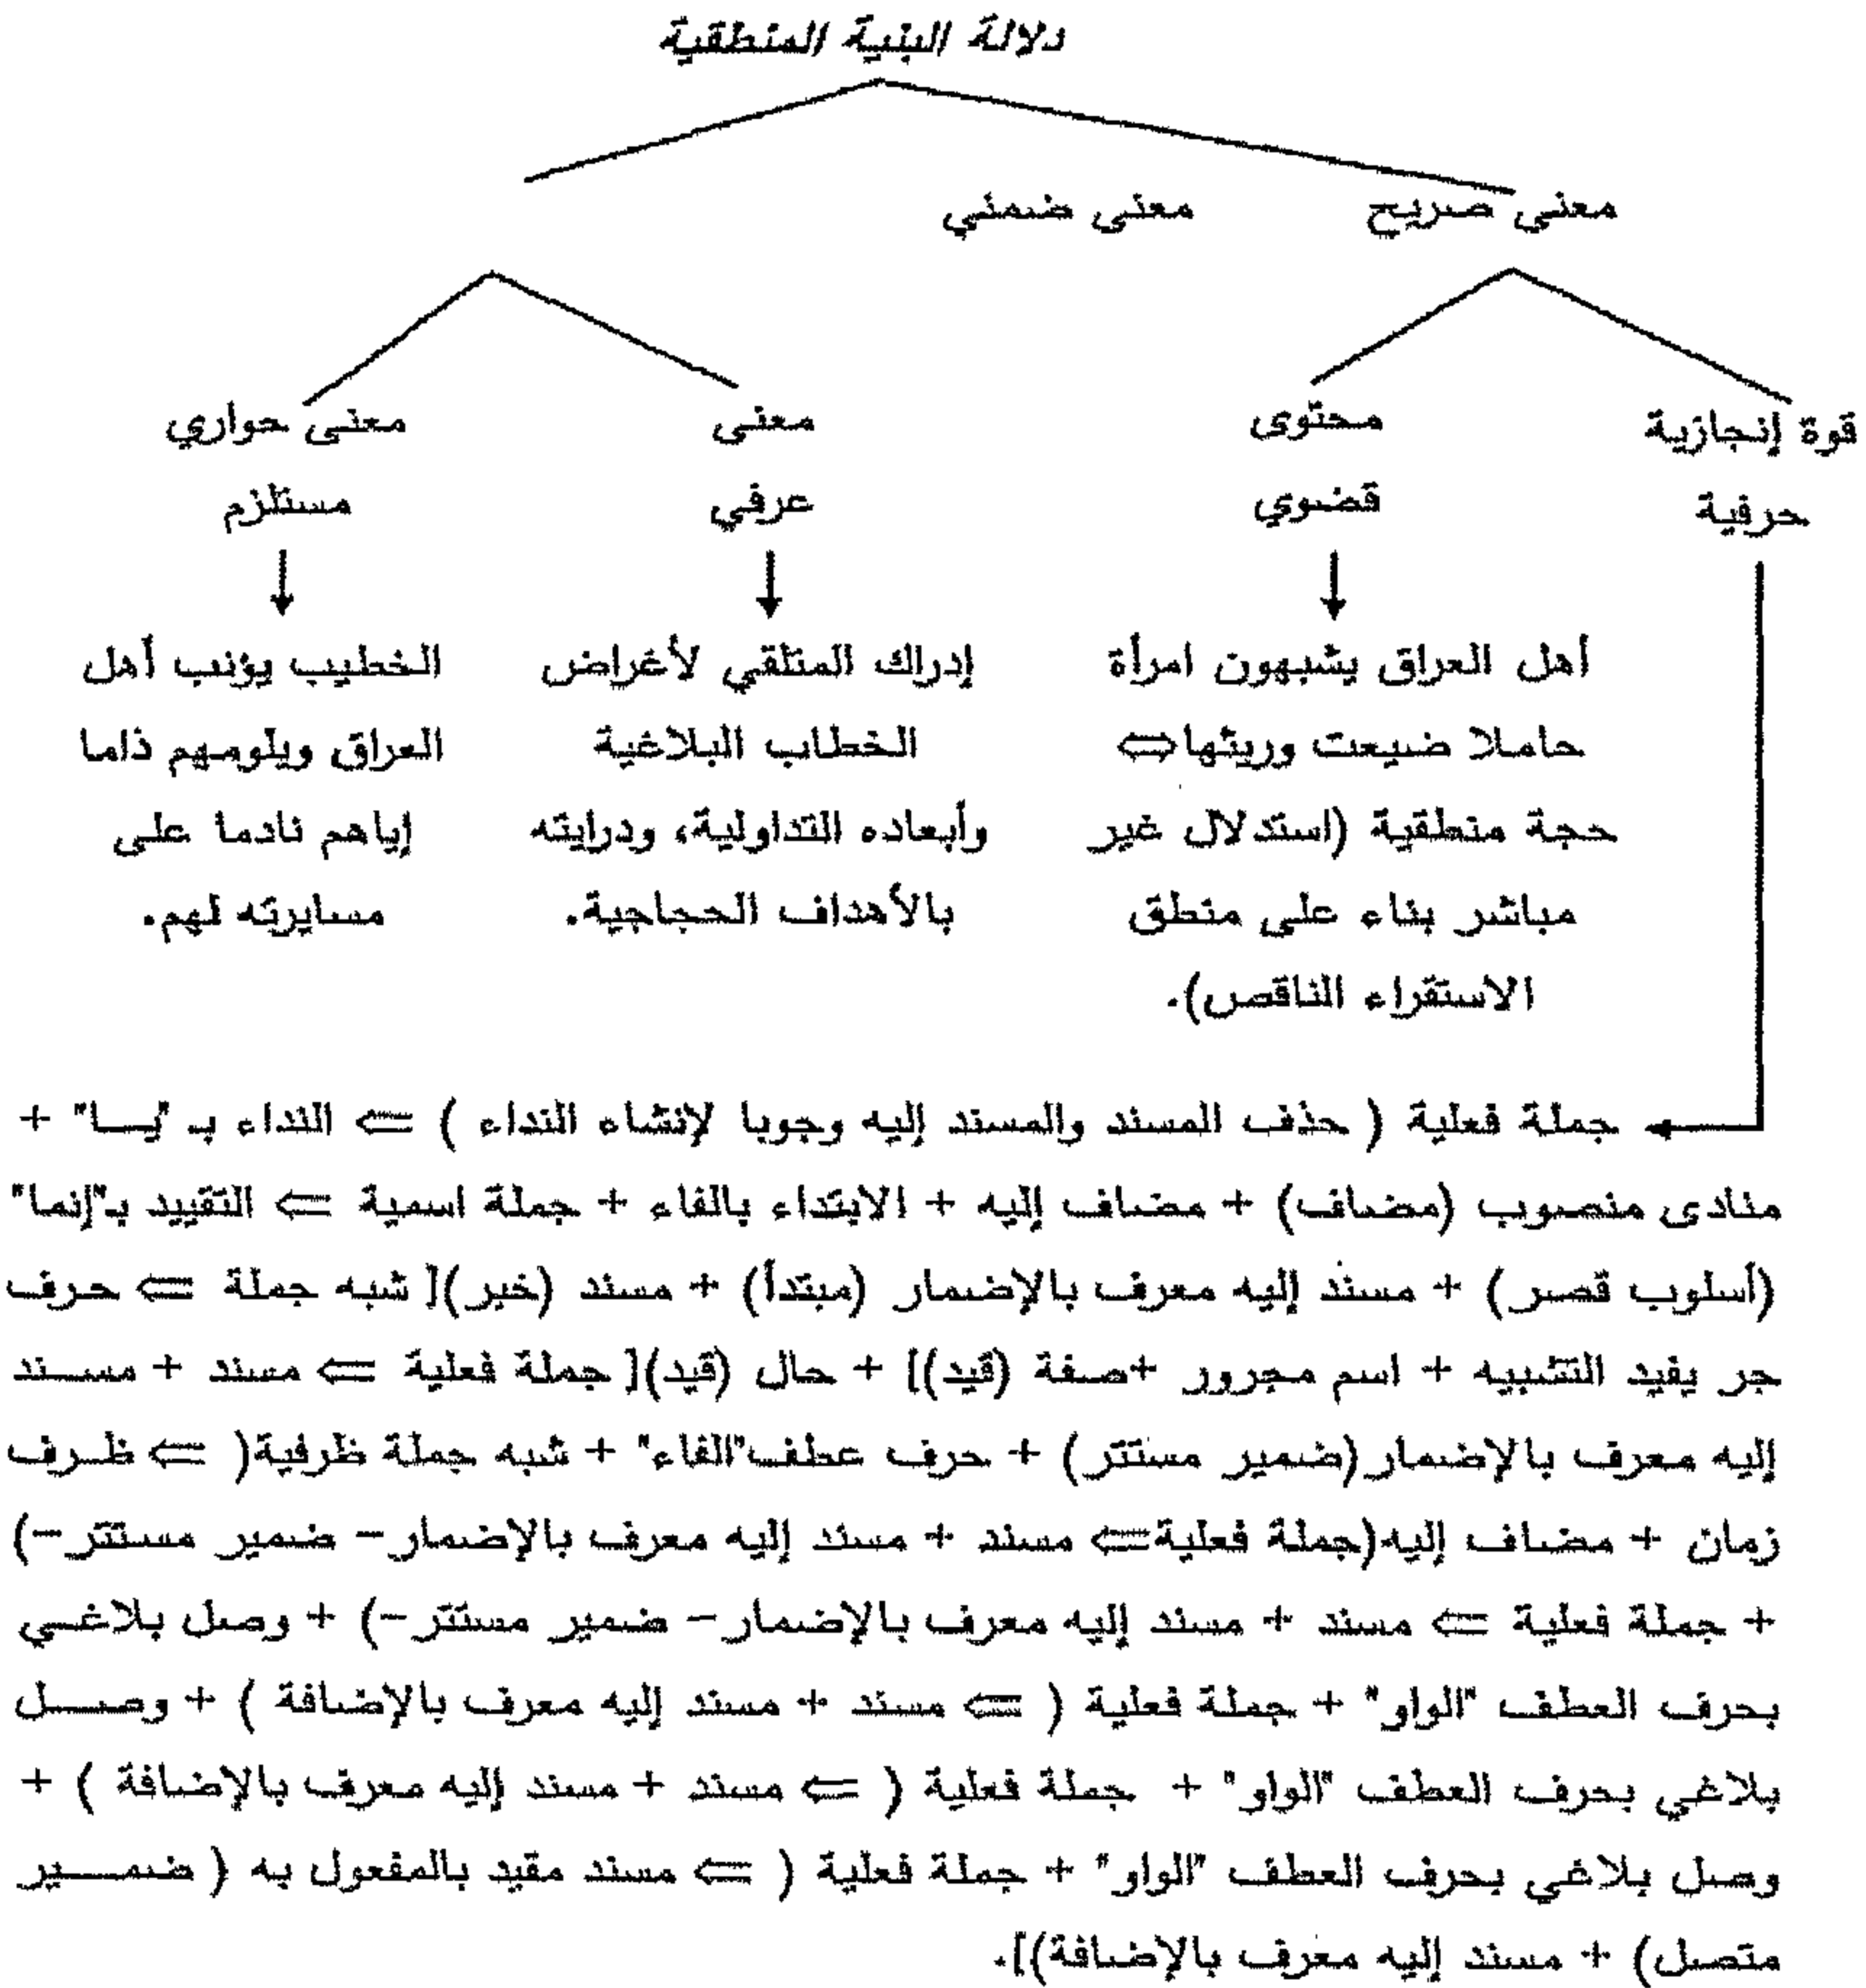 دلالة البنية المنطقية
معنى صريح معنى ضمني
قوة إنجازية محتوى معنى معنى حواري
حرفية قضوي عرفي مستلزم
أهل العراق يشبهون امرأة إدراك المتلقي لأغراض الخطيب يؤنب أهل
حاملا ضيعت وريثها⇔ الخطاب البلاغية العراق ويلومهم ذاما
حجة منطقية (استدلال غير وأبعاده التداولية، ودرايته إياهم نادما على
مباشر بناء على منطق بالأهداف الحجاجية. مسايرته لهم.
الاستقراء الناقص).
جملة فعلية ( حذف المسند والمسند إليه وجوبا لإنشاء النداء ) ⇐ النداء بـ "يـــا" +
منادى منصوب (مضاف) + مضاف إليه + الابتداء بالفاء + جملة اسمية ⇐ التقييد بـ"إنما"
(أسلوب قصر) + مسند إليه معرف بالإضمار (مبتدأ) + مسند (خبر)[ شبه جملة ⇐ حرف
جر يفيد التشبيه + اسم مجرور +صفة (قيد)] + حال (قيد)[ جملة فعلية ⇐ مسند + مســند
إليه معرف بالإضمار(ضمير مستتر) + حرف عطف"الفاء" + شبه جملة ظرفية( ⇐ ظــرف
زمان + مضاف إليه(جملة فعلية⇐ مسند + مسند إليه معرف بالإضمار- ضمير مستتر-)
+ جملة فعلية ⇐ مسند + مسند إليه معرف بالإضمار- ضمير مستتر-) + وصل بلاغــي
بحرف العطف "الواو" + جملة فعلية ( ⇐ مسند + مسند إليه معرف بالإضافة ) + وصـــل
بلاغي بحرف العطف "الواو" + جملة فعلية ( ⇐ مسند + مسند إليه معرف بالإضافة ) +
وصل بلاغي بحرف العطف "الواو" + جملة فعلية ( ⇐ مسند مقيد بالمفعول به ( ضمـــير
متصل) + مسند إليه معرف بالإضافة)].